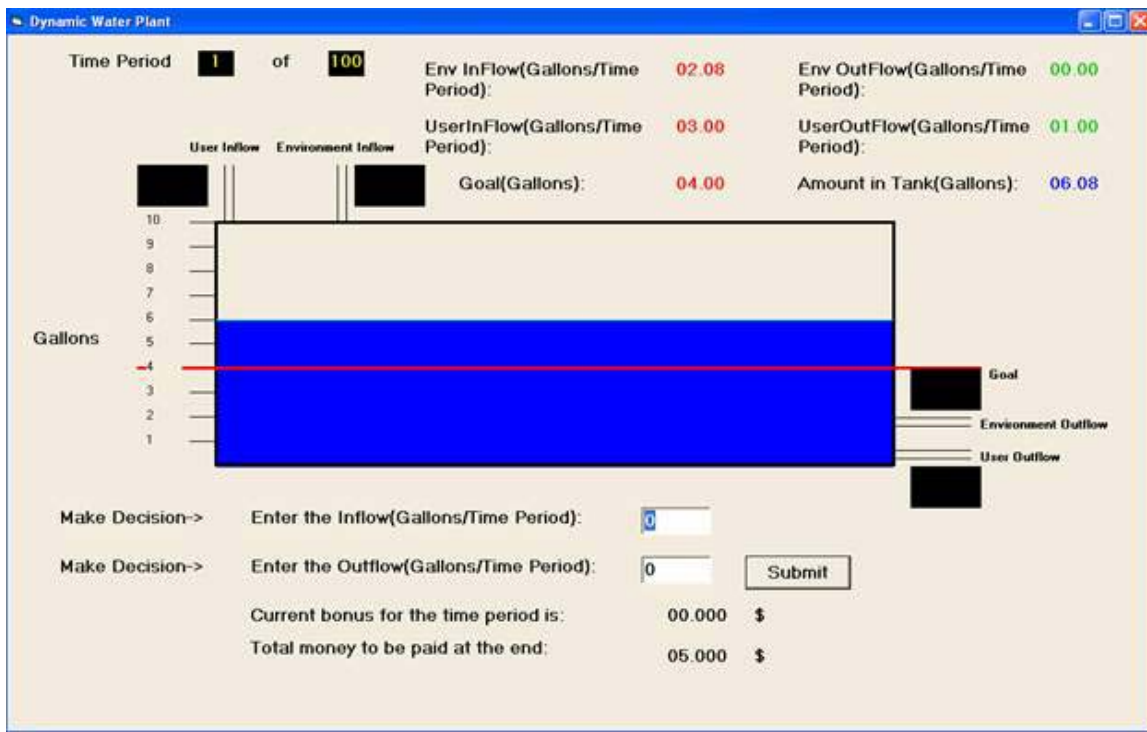 Dynamic Water Plant
Time Period 1 of 100
Env InFlow(Gallons/Time Period): 02.08
Env OutFlow(Gallons/Time Period): 00.00
UserInFlow(Gallons/Time Period): 03.00
UserOutFlow(Gallons/Time Period): 01.00
User Inflow Environment Inflow
Goal(Gallons): 04.00
Amount in Tank(Gallons): 06.08
10
9
8
7
6
Gallons
5
4
3
2
1
Goal
Environment Outflow
User Outflow
Make Decision-> Enter the Inflow(Gallons/Time Period): 0
Make Decision-> Enter the Outflow(Gallons/Time Period): 0 Submit
Current bonus for the time period is: 00.000 $
Total money to be paid at the end: 05.000 $